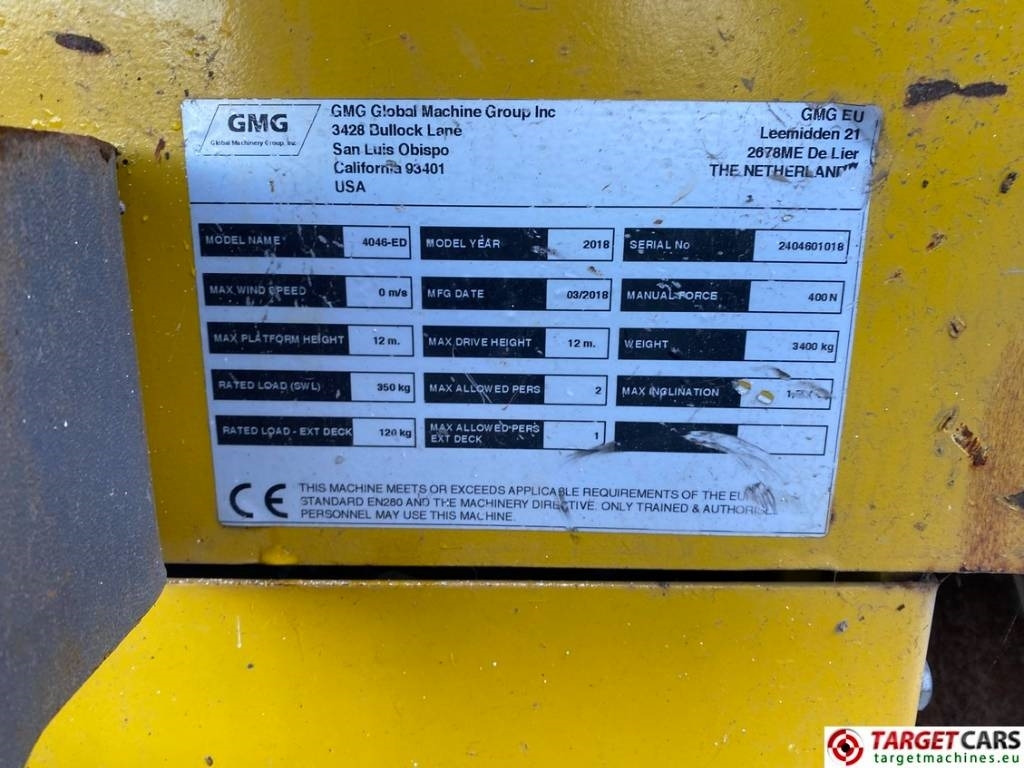 GMG
Global Machinery Group, Inc.
GMG Global Machine Group Inc
3428 Bullock Lane
San Luis Obispo
California 93401
USA
GMG EU
Leemidden 21
2678ME De Lier
THE NETHERLAND
MODEL NAME 4046-ED MODEL YEAR 2018 SERIAL No 2404601018
MAX WIND SPEED 0 m/s MFG DATE 03/2018 MANUAL FORCE 400 N
MAX PLATFORM HEIGHT 12 m. MAX DRIVE HEIGHT 12 m. WEIGHT 3400 kg
RATED LOAD (SWL) 350 kg MAX ALLOWED PERS 2 MAX INCLINATION
RATED LOAD - EXT DECK 120 kg MAX ALLOWED PERS EXT DECK 1
CE
THIS MACHINE MEETS OR EXCEEDS APPLICABLE REQUIREMENTS OF THE
STANDARD EN280 AND THE MACHINERY DIRECTIVE. ONLY TRAINED &
PERSONNEL MAY USE THIS MACHINE.
TARGETCARS
targetmachines.eu